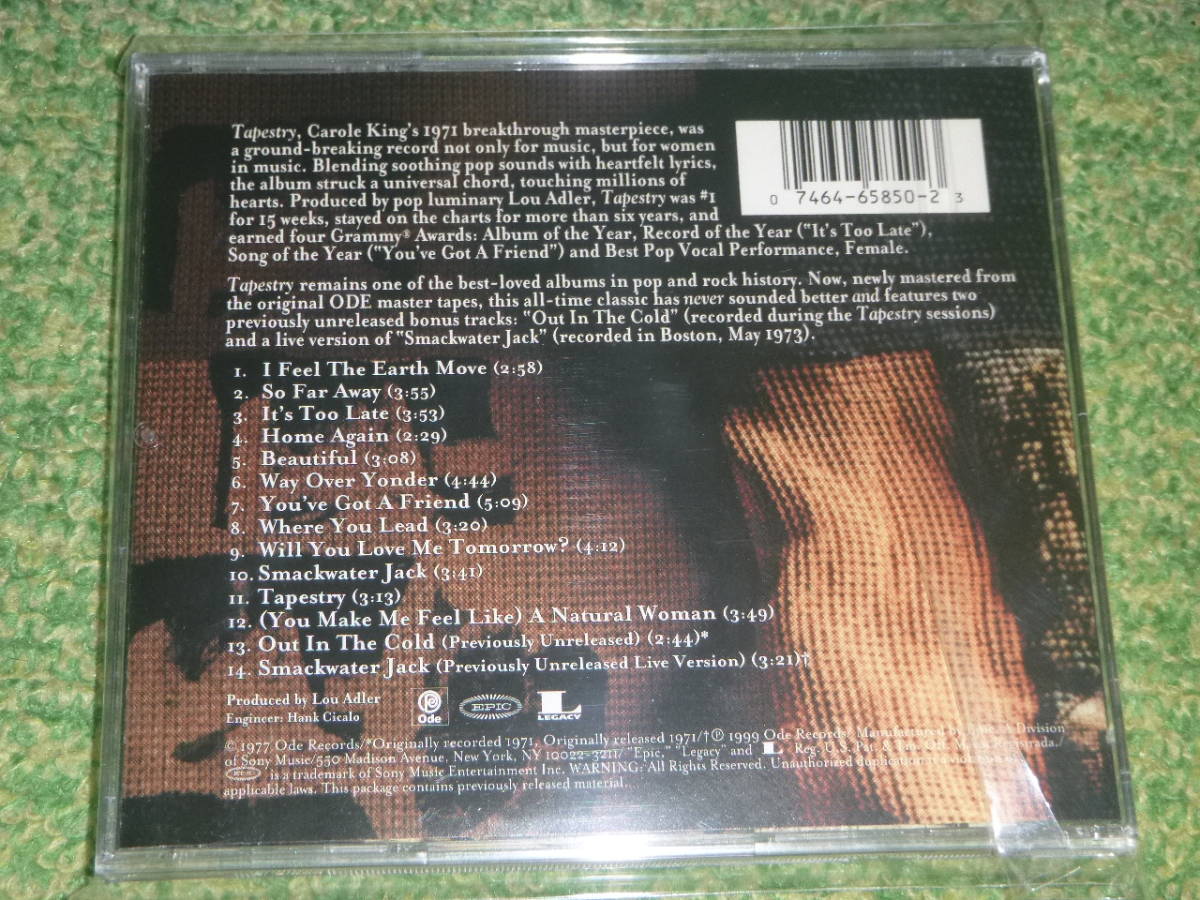 Tapestry, Carole King's 1971 breakthrough masterpiece, was
a ground-breaking record not only for music, but for women
in music. Blending soothing pop sounds with heartfelt lyrics,
the album struck a universal chord, touching millions of
hearts. Produced by pop luminary Lou Adler, Tapestry was #1
for 15 weeks, stayed on the charts for more than six years, and
earned four Grammy® Awards: Album of the Year, Record of the Year ("It's Too Late"),
Song of the Year ("You've Got A Friend") and Best Pop Vocal Performance, Female.
0 7464-65850-2 3
Tapestry remains one of the best-loved albums in pop and rock history. Now, newly mastered from
the original ODE master tapes, this all-time classic has never sounded better and features two
previously unreleased bonus tracks: "Out In The Cold" (recorded during the Tapestry sessions)
and a live version of "Smackwater Jack" (recorded in Boston, May 1973).
1. I Feel The Earth Move (2:58)
2. So Far Away (3:55)
3. It's Too Late (3:53)
4. Home Again (2:29)
5. Beautiful (3:08)
6. Way Over Yonder (4:44)
7. You've Got A Friend (5:09)
8. Where You Lead (3:20)
9. Will You Love Me Tomorrow? (4:12)
10. Smackwater Jack (3:41)
11. Tapestry (3:13)
12. (You Make Me Feel Like) A Natural Woman (3:49)
13. Out In The Cold (Previously Unreleased) (2:44)*
14. Smackwater Jack (Previously Unreleased Live Version) (3:21)†
Produced by Lou Adler
Engineer: Hank Cicalo
Ode
EPIC
L
LEGACY
© 1977 Ode Records/*Originally recorded 1971, Originally released 1971/†℗ 1999 Ode Records/ Manufactured by Division
of Sony Music/550 Madison Avenue, New York, NY 10022-3211/"Epic," "Legacy" and L Reg. U.S. Pat. & Tm. Off.
EPIC is a trademark of Sony Music Entertainment Inc. WARNING: All Rights Reserved. Unauthorized duplication is a violation
applicable laws. This package contains previously released material.